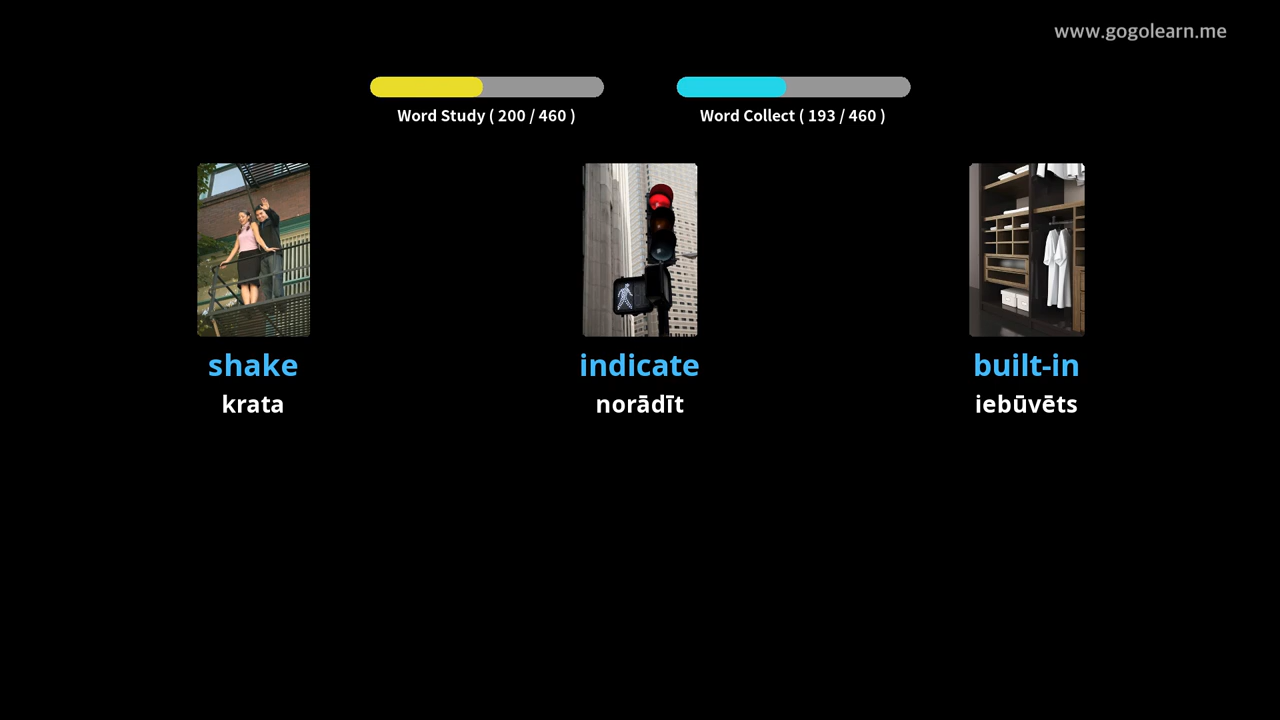 www.gogolearn.me
Word Study ( 200 / 460 )
Word Collect ( 193 / 460 )
shake
indicate
built-in
krata
norādīt
iebūvēts